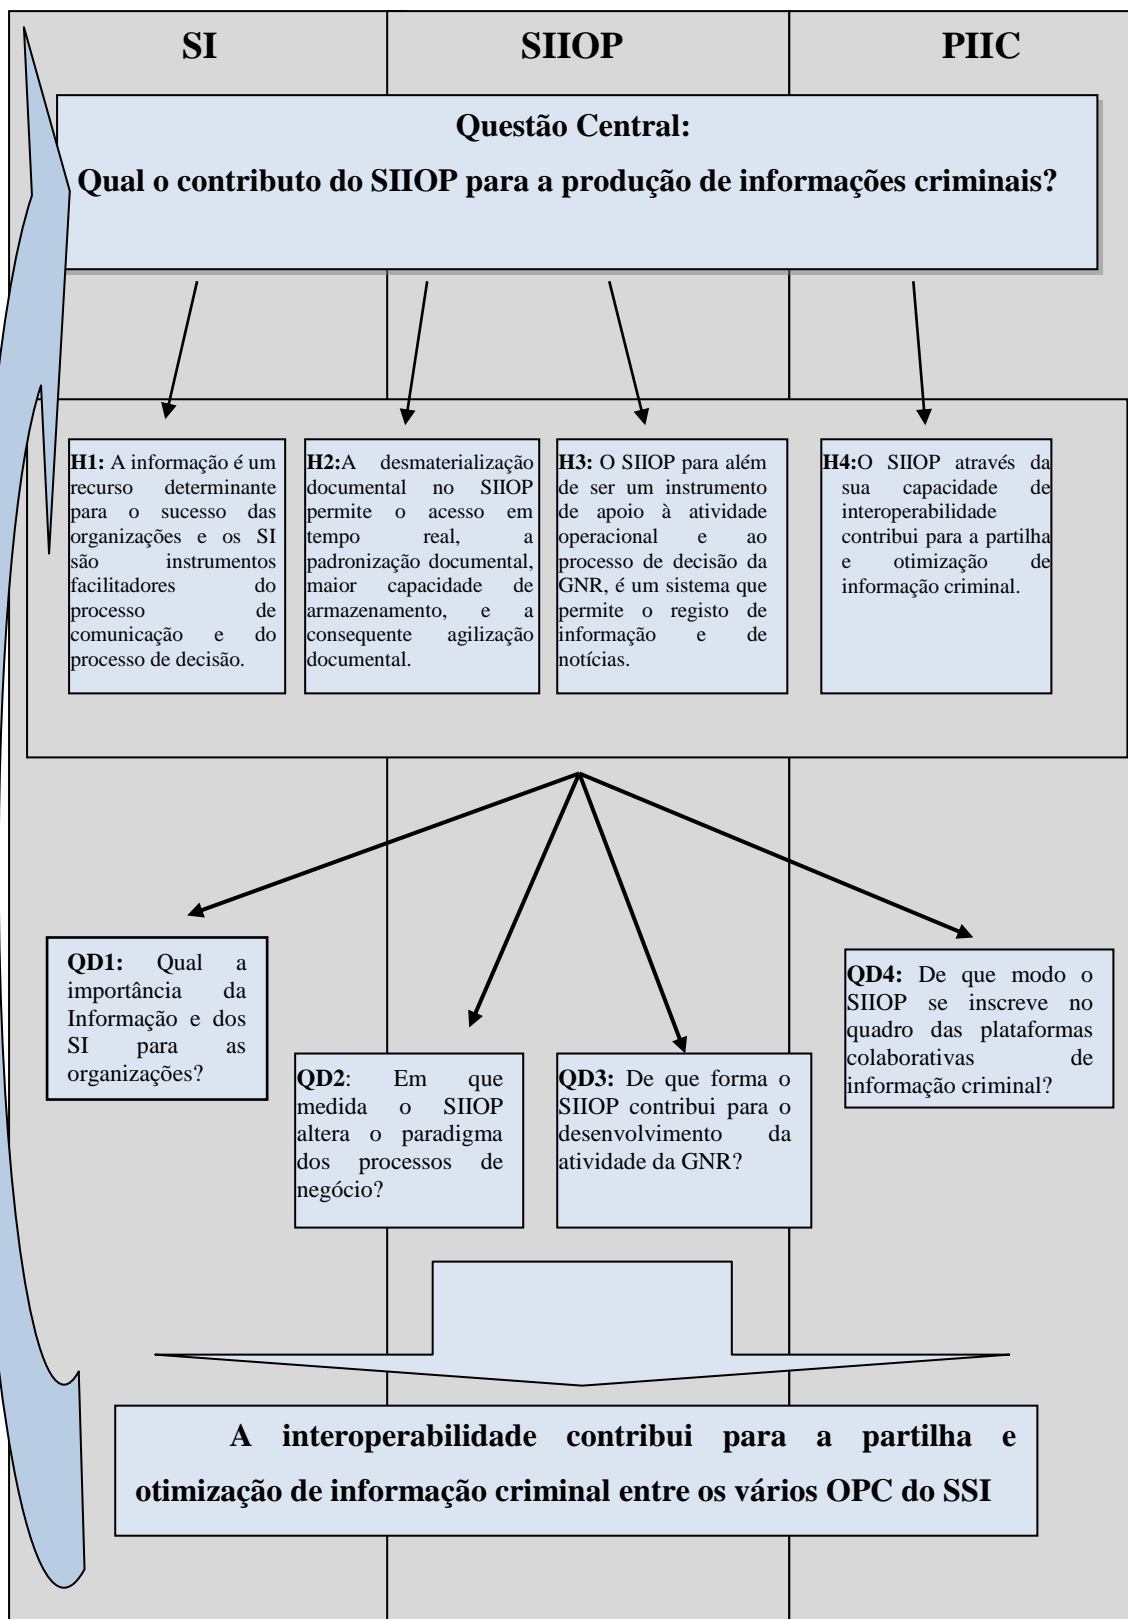 SI
SIIOP
PIIC
Questão Central:
Qual o contributo do SIIOP para a produção de informações criminais?
H1: A informação é um
recurso determinante
para o sucesso das
organizações e os SI
são instrumentos
facilitadores do
processo de
comunicação e do
processo de decisão.
H2:A desmaterialização
documental no SIIOP
permite o acesso em
tempo real, a
padronização documental,
maior capacidade de
armazenamento, e a
consequente agilização
documental.
H3: O SIIOP para além
de ser um instrumento
de apoio à atividade
operacional e ao
processo de decisão da
GNR, é um sistema que
permite o registo de
informação e de
notícias.
H4:O SIIOP através da
sua capacidade de
interoperabilidade
contribui para a partilha
e otimização de
informação criminal.
QD1: Qual a
importância da
Informação e dos
SI para as
organizações?
QD2: Em que
medida o SIIOP
altera o paradigma
dos processos de
negócio?
QD3: De que forma o
SIIOP contribui para o
desenvolvimento da
atividade da GNR?
QD4: De que modo o
SIIOP se inscreve no
quadro das plataformas
colaborativas de
informação criminal?
A interoperabilidade contribui para a partilha e
otimização de informação criminal entre os vários OPC do SSI